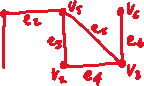 e₂ V₅ V₆
e₃ e₅ e₆
V₂ e₄ V₃